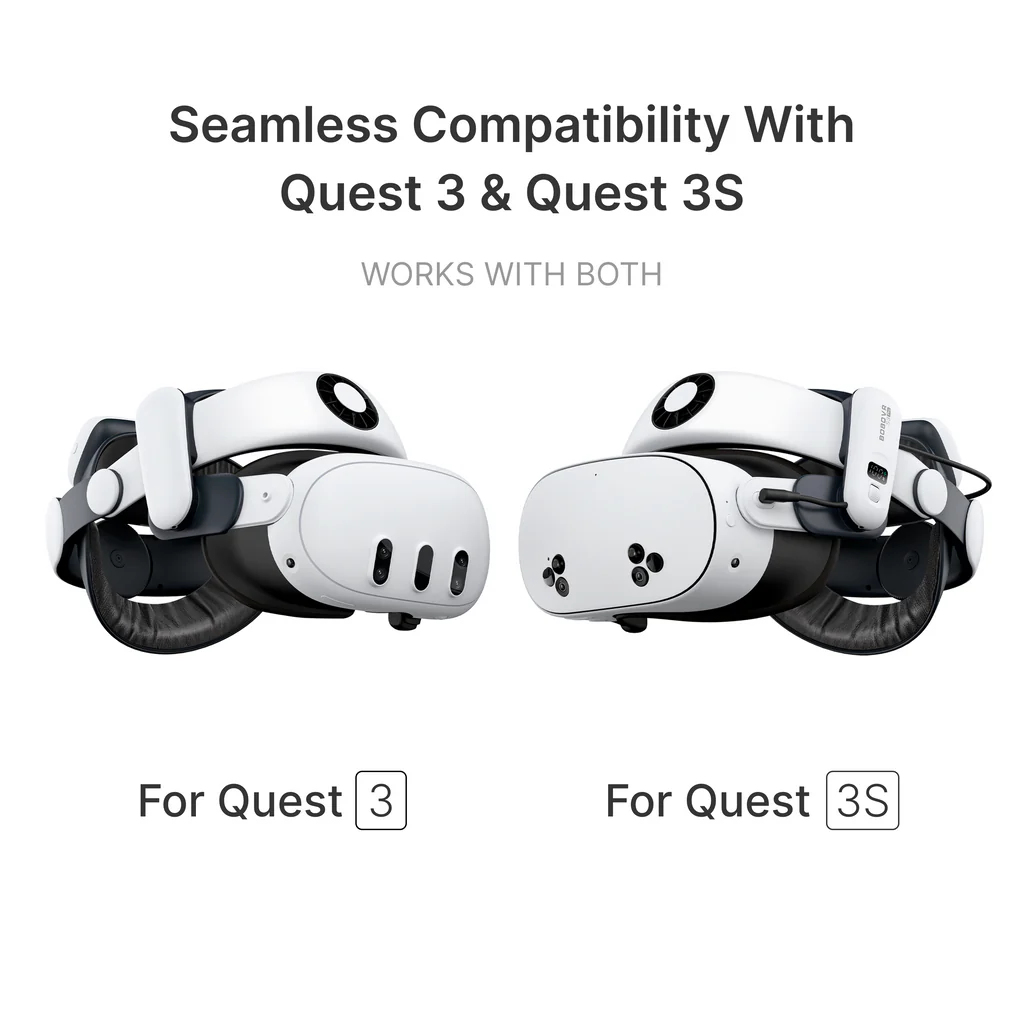 Seamless Compatibility With
Quest 3 & Quest 3S
WORKS WITH BOTH
BOBOVR
For Quest 3
For Quest 3S